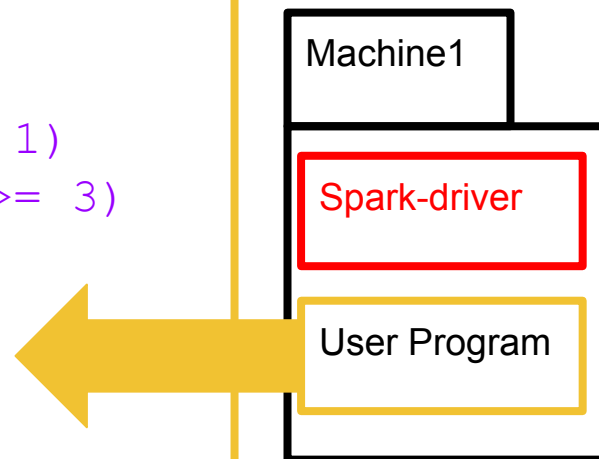 1)
>= 3)
Machine1
Spark-driver
User Program